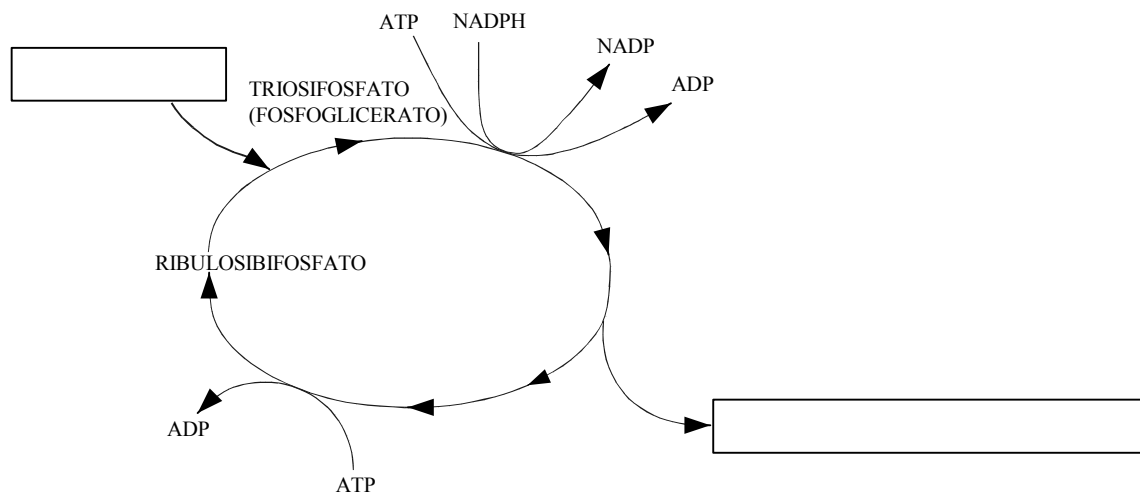 ATP
NADPH
NADP
ADP
TRIOSIFOSFATO
(FOSFOGLICERATO)
RIBULOSIBIFOSFATO
ADP
ATP